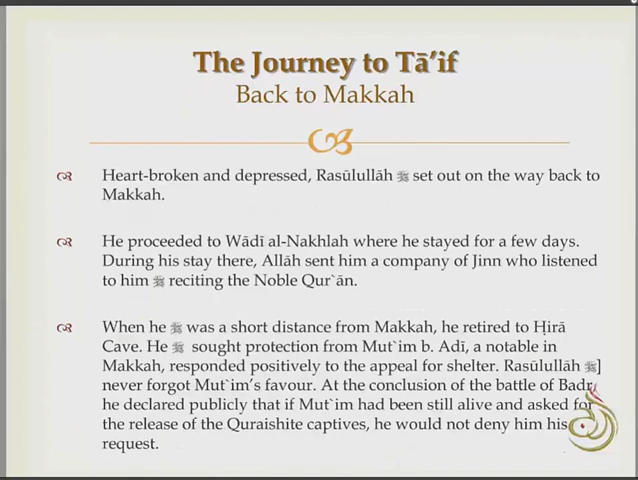 The Journey to Tā’if
Back to Makkah
Heart-broken and depressed, Rasūlullāh ﷺ set out on the way back to
Makkah.
He proceeded to Wādī al-Nakhlah where he stayed for a few days.
During his stay there, Allāh sent him a company of Jinn who listened
to him ﷺ reciting the Noble Qur`ān.
When he ﷺ was a short distance from Makkah, he retired to Ḥirā
Cave. He ﷺ sought protection from Mut`im b. Adī, a notable in
Makkah, responded positively to the appeal for shelter. Rasūlullāh ﷺ]
never forgot Mut`im’s favour. At the conclusion of the battle of Badr,
he declared publicly that if Mut`im had been still alive and asked for
the release of the Quraishite captives, he would not deny him his
request.